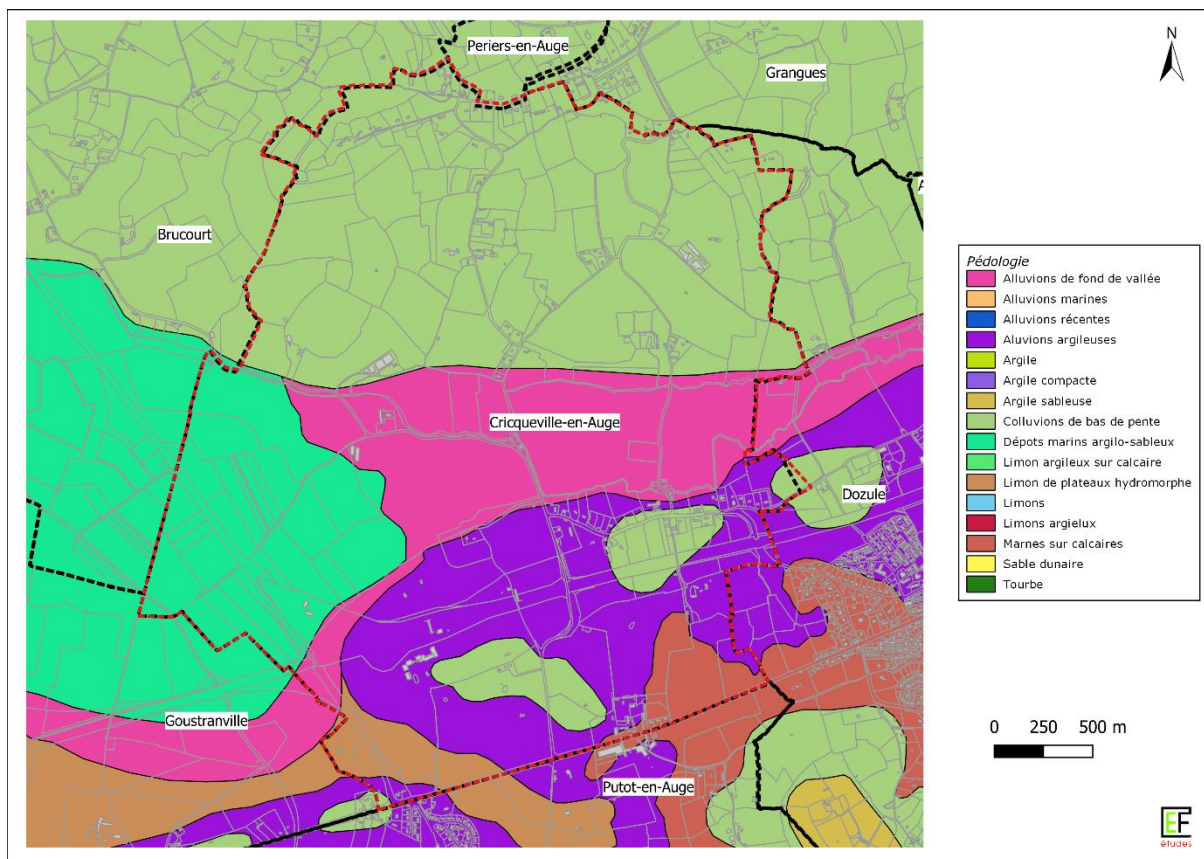 Periers-en-Auge
Grangues
N
Brucourt
Cricqueville-en-Auge
Dozule
Goustranville
Putot-en-Auge
Pédologie
Alluvions de fond de vallée
Alluvions marines
Alluvions récentes
Aluvions argileuses
Argile
Argile compacte
Argile sableuse
Colluvions de bas de pente
Dépots marins argilo-sableux
Limon argileux sur calcaire
Limon de plateaux hydromorphe
Limons
Limons argielux
Marnes sur calcaires
Sable dunaire
Tourbe
0 250 500 m
EF
études